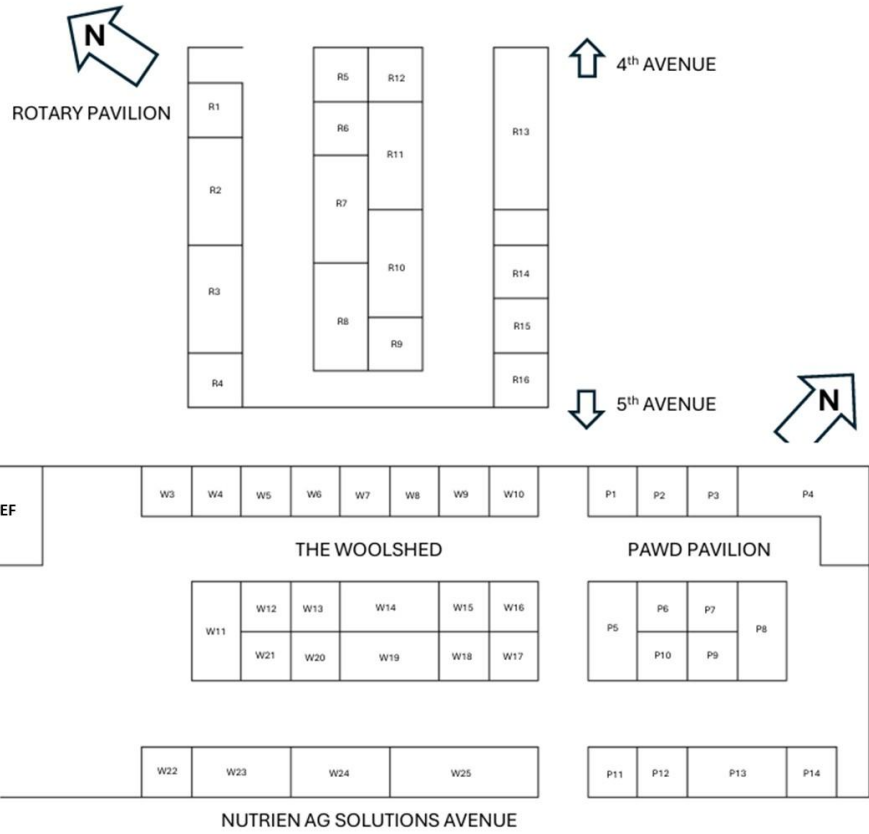 N
ROTARY PAVILION
4th AVENUE
R5 R12
R1
R6
R13
R11
R2
R7
R10
R14
R3
R8
R15
R9
R4
R16
5th AVENUE
N
W3 W4 W5 W6 W7 W8 W9 W10 P1 P2 P3 P4
EF
THE WOOLSHED PAWD PAVILION
W12 W13 W14 W15 W16 P6 P7
W11 P5 P8
W21 W20 W19 W18 W17 P10 P9
W22 W23 W24 W25 P11 P12 P13 P14
NUTRIEN AG SOLUTIONS AVENUE